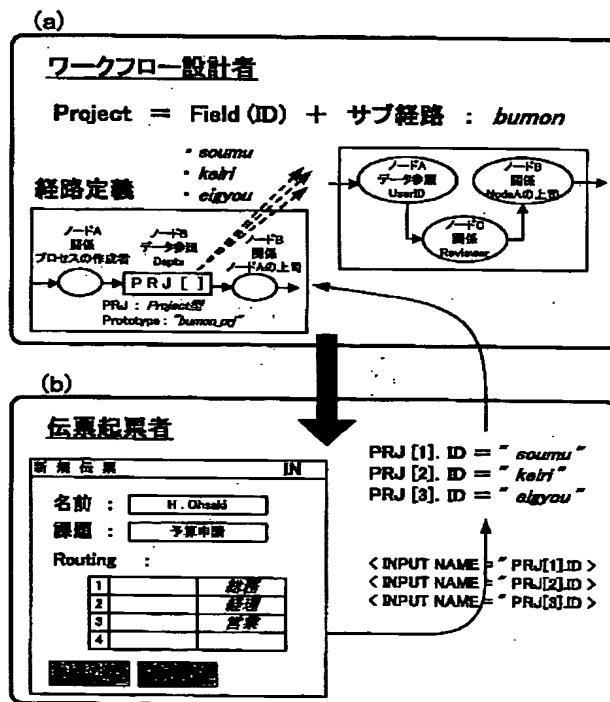 (a)
ワークフロー設計者
Project = Field (ID) + サブ経路 : bumon
・soumu
・keiri
・eigyou
経路定義
ノードA
関係
プロセスの作成者
ノードB
データ参照
Depts
ノードB
関係
ノードAの上司
PRJ [ ]
PRJ : Project型
Prototype : "bumon_prj"
ノードA
データ参照
UserID
ノードB
関係
NodeAの上司
ノードC
関係
Reviewer
(b)
伝票起票者
新規伝票 IN
名前 : H. Ohsaki
課題 : 予算申請
Routing :
1 総務
2 経理
3 営業
4
PRJ [1]. ID = " soumu "
PRJ [2]. ID = " keiri "
PRJ [3]. ID = " eigyou "
< INPUT NAME = " PRJ[1].ID >
< INPUT NAME = " PRJ[2].ID >
< INPUT NAME = " PRJ[3].ID >